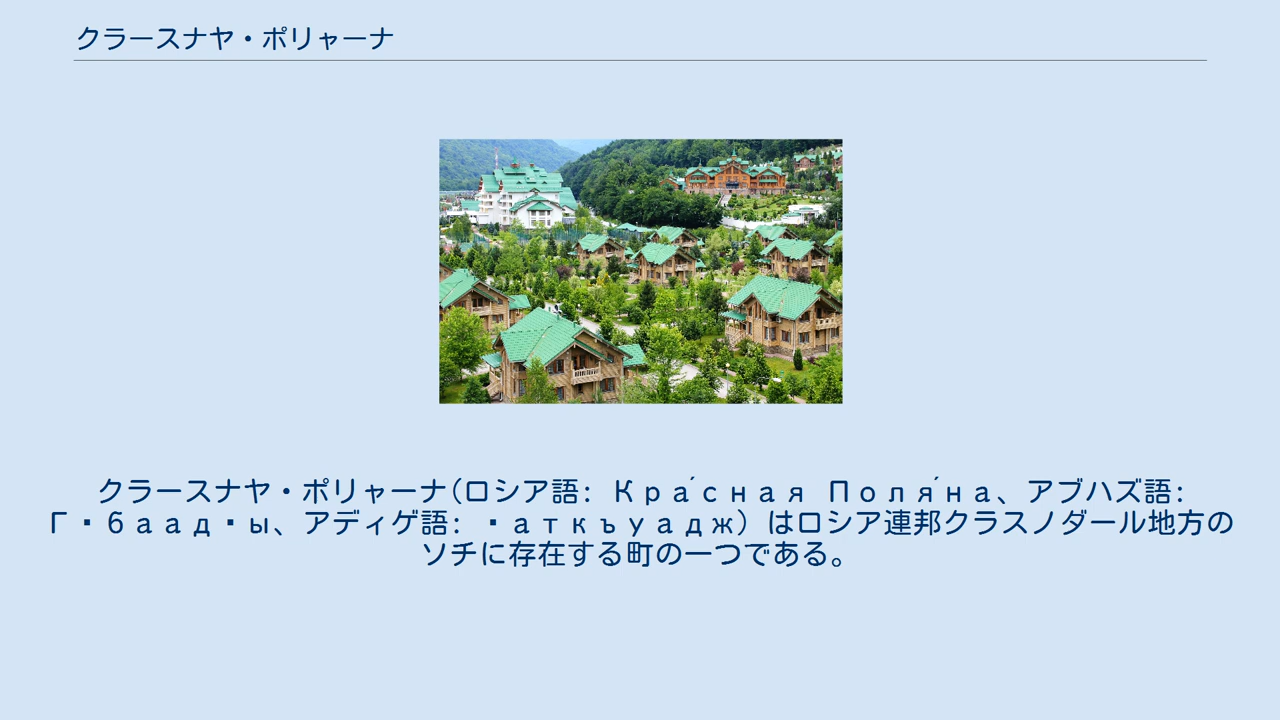 クラースナヤ・ポリャーナ
クラースナヤ・ポリャーナ(ロシア語: Кра́сная Поля́на、アブハズ語:
Г▪баад▪ы、アディゲ語: ▪аткъуадж) はロシア連邦クラスノダール地方の
ソチに存在する町の一つである。